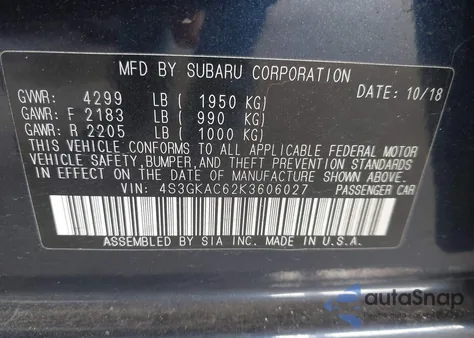 MFD BY SUBARU CORPORATION
DATE: 10/18
GVWR: 4299 LB ( 1950 KG)
GAWR: F 2183 LB ( 990 KG)
GAWR: R 2205 LB ( 1000 KG)
THIS VEHICLE CONFORMS TO ALL APPLICABLE FEDERAL MOTOR
VEHICLE SAFETY, BUMPER, AND THEFT PREVENTION STANDARDS
IN EFFECT ON THE DATE OF MANUFACTURE SHOWN ABOVE.
VIN: 4S3GKAC62K3606027 PASSENGER CAR
ASSEMBLED BY SIA INC. MADE IN U.S.A.
autoSnap